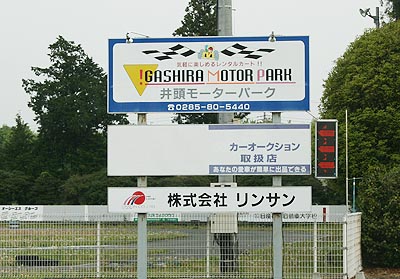 気軽に楽しめるレンタルカート!!
IGASHIRA MOTOR PARK
井頭モーターパーク
0285-80-5440
カーオークション
取扱店
あなたの愛車が簡単に出品できる
株式会社 リンサン